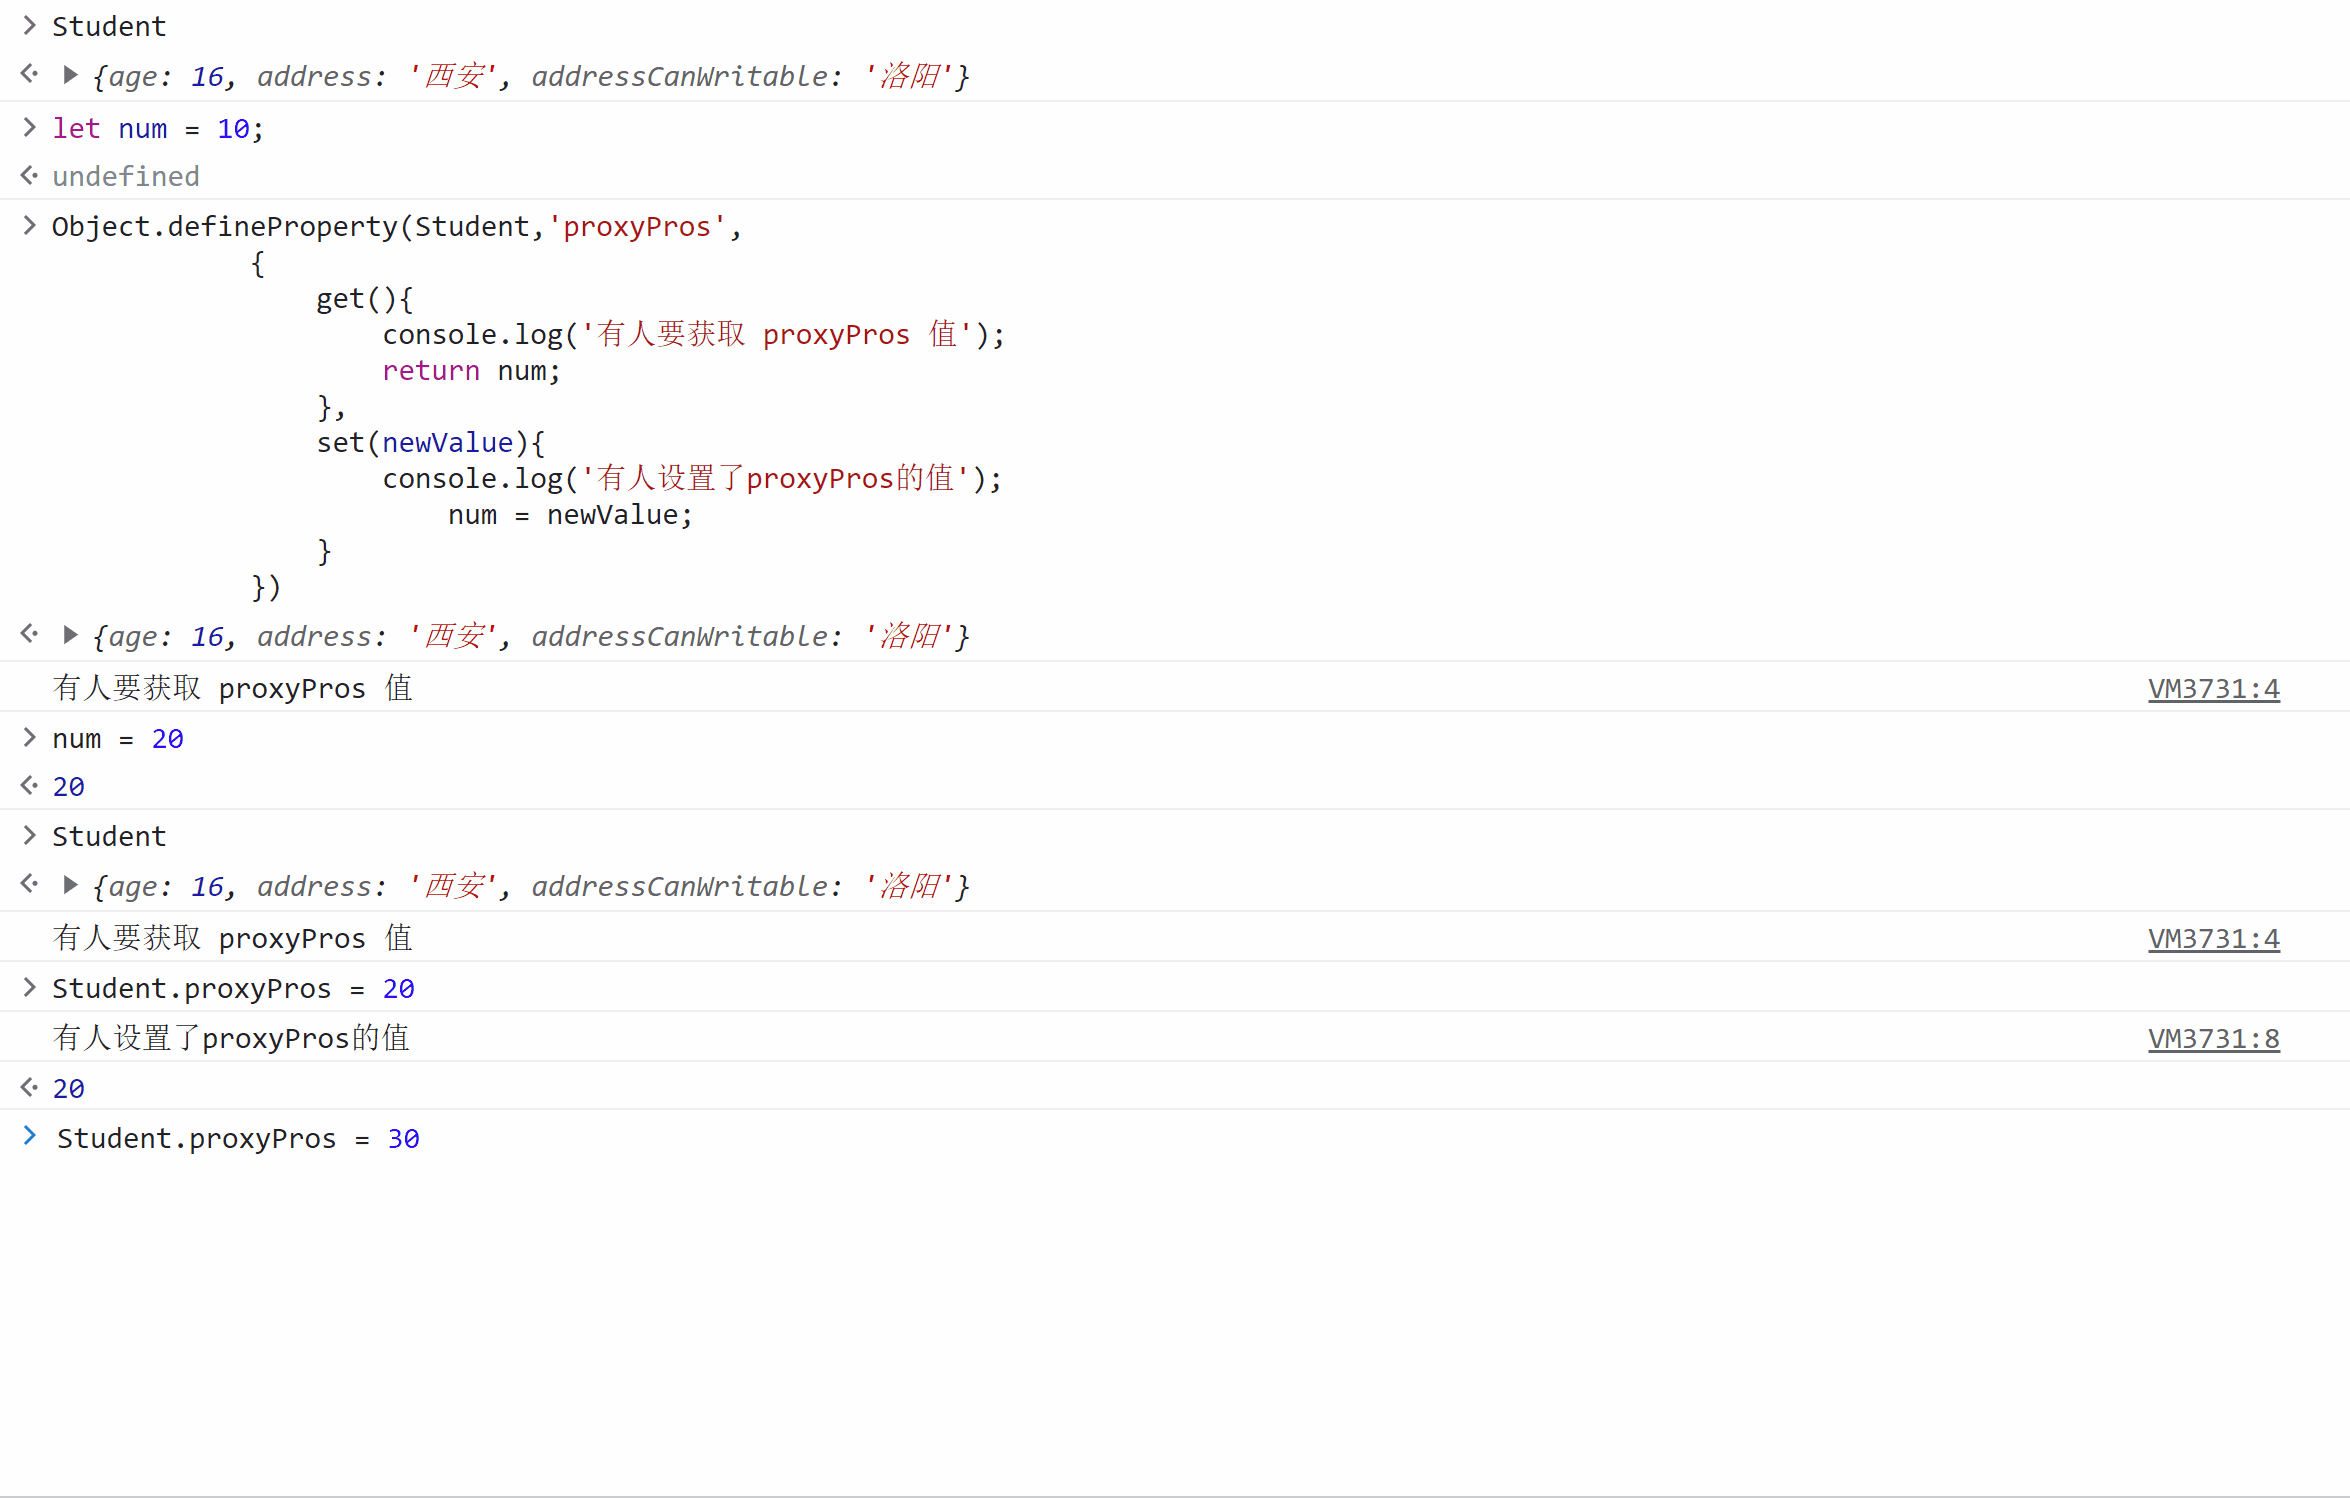 Student
{age: 16, address: '西安', addressCanWritable: '洛阳'}
let num = 10;
undefined
Object.defineProperty(Student,'proxyPros',
{
get(){
console.log('有人要获取 proxyPros 值');
return num;
},
set(newValue){
console.log('有人设置了proxyPros的值');
num = newValue;
}
})
{age: 16, address: '西安', addressCanWritable: '洛阳'}
有人要获取 proxyPros 值 VM3731:4
num = 20
20
Student
{age: 16, address: '西安', addressCanWritable: '洛阳'}
有人要获取 proxyPros 值 VM3731:4
Student.proxyPros = 20
有人设置了proxyPros的值 VM3731:8
20
Student.proxyPros = 30